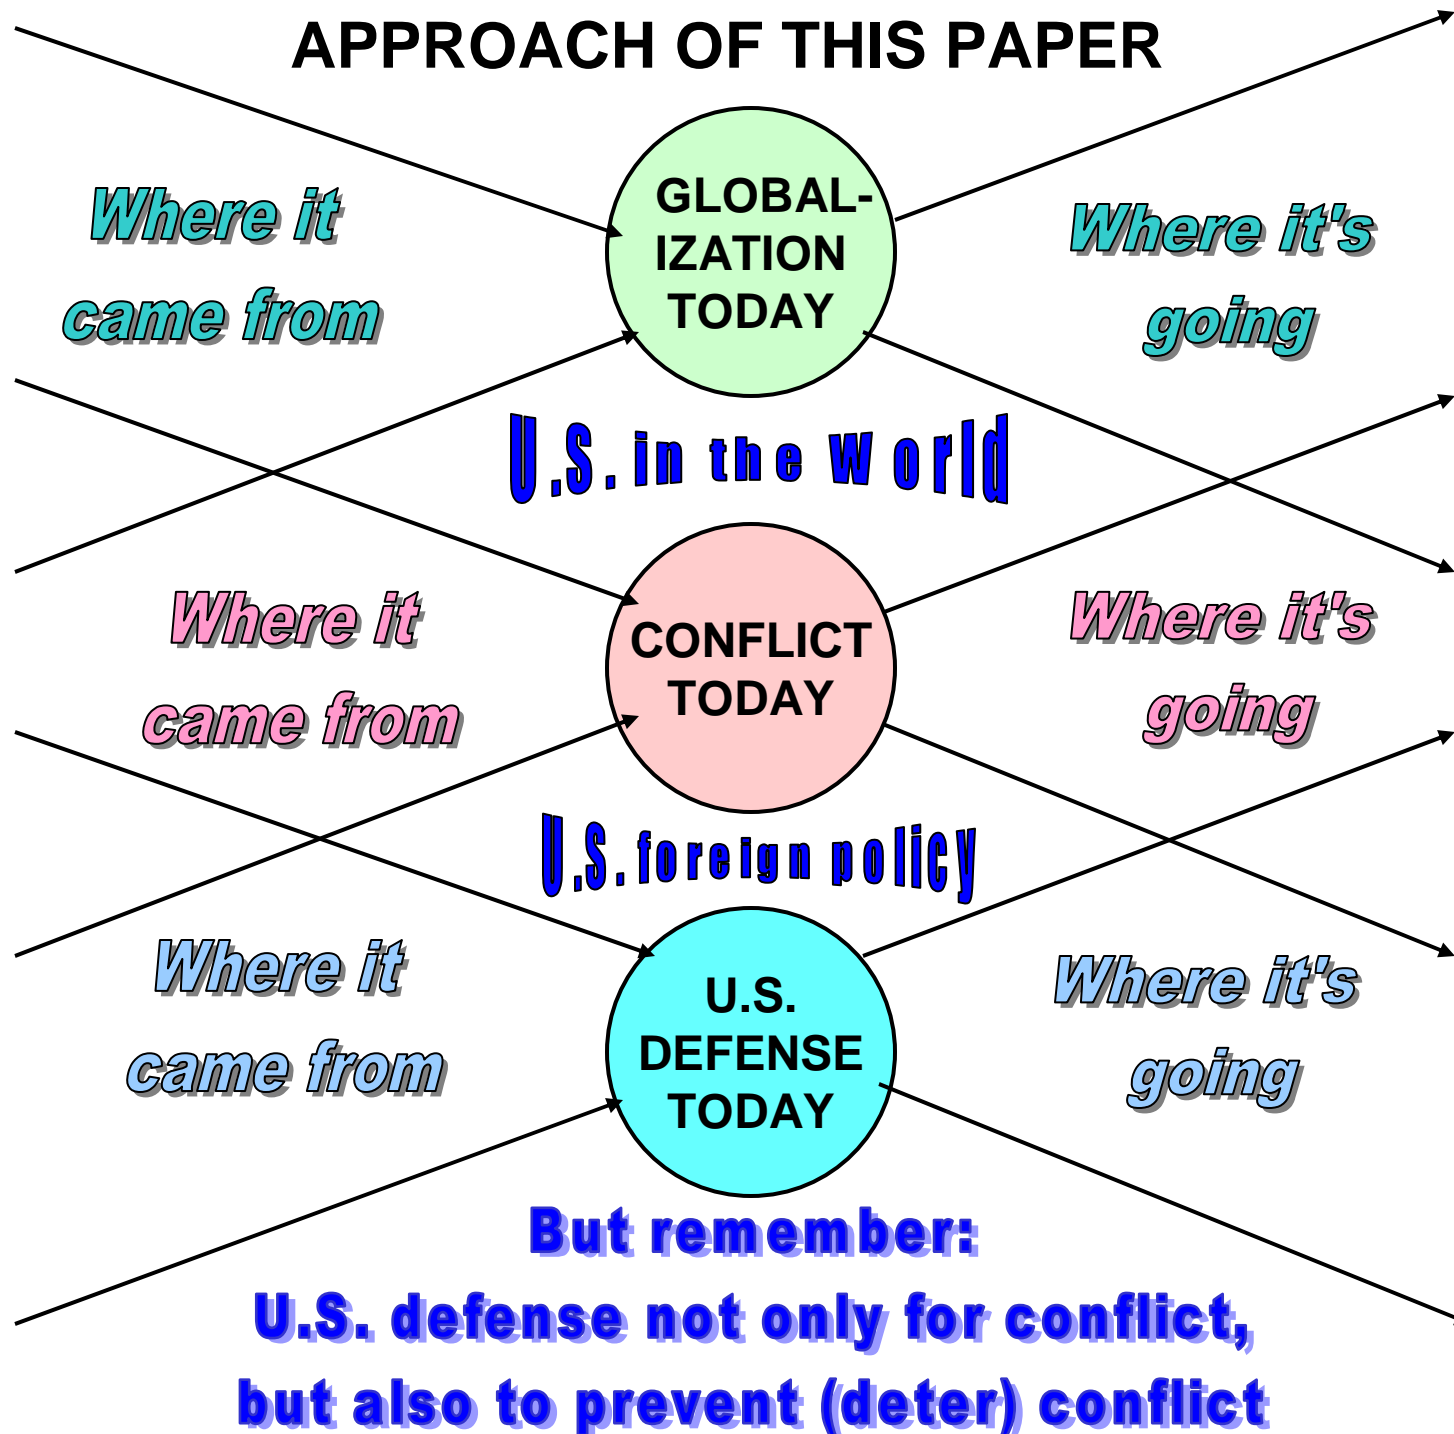 APPROACH OF THIS PAPER
Where it
came from
GLOBAL-
IZATION
TODAY
Where it's
going
U.S. in the World
Where it
came from
CONFLICT
TODAY
Where it's
going
U.S. foreign policy
Where it
came from
U.S.
DEFENSE
TODAY
Where it's
going
But remember:
U.S. defense not only for conflict,
but also to prevent (deter) conflict